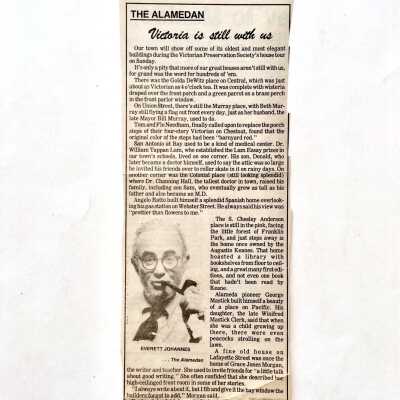 THE ALAMEDAN
Victoria is still with us
Our town will show off some of its oldest and most elegant
buildings during the Victorian Preservation Society's house tour
on Sunday.
It's only a pity that more of our great houses aren't still with us,
for grand was the word for hundreds of 'em.
There was the Golda DeWitz place on Central, which was just
about as Victorian as 4 o'clock tea. It was complete with wisteria
draped over the front porch and a green parrot on a brass perch
in the front parlor window.
On Union Street, there's still the Murray place, with Beth Mur-
ray still flying a flag out front every day, just as her husband, the
late Mayor Bill Murray, used to do.
Tom and Fie Needham, finally called upon to replace the porch
steps of their four-story Victorian on Chestnut, found that the
original color of the steps had been "barnyard red."
San Antonio at Bay used to be a kind of medical center. Dr.
William Tappan Lum, who established the Lum Essay prizes in
our town's schools, lived on one corner. His son, Donald, who
later became a doctor himself, used to say the attic was so large
he invited his friends over to roller skate in it on rainy days. On
another corner was the Colonial place (still looking splendid)
where Dr. Channing Hall, the tallest doctor in town, raised his
family, including son Sam, who eventually grew as tall as his
father and also became an M.D.
Angelo Ratto built himself a splendid Spanish home overlook-
ing his gas station on Webster Street. He always said his view was
"prettier than flowers to me."
The S. Chesley Anderson
place is still in the pink, facing
the little forest of Franklin
Park, and just steps away is
the home once owned by the
Augustin Keanes. That home
boasted a library with
bookshelves from floor to ceil-
ing, and a great many first edi-
tions, and not even one book
that hadn't been read by
Keane.
Alameda pioneer George
Mastick built himself a beauty
of a place on Pacific. His
daughter, the late Winifred
Mastick Clerk, said that when
she was a child growing up
there, there were even
peacocks strolling on the
lawn.
A fine old house on
Lafayette Street was once the
home of Grace Jones Morgan,
EVERETT JOHANNES
. . . The Alamedan
the writer and teacher. She used to invite friends for "a little talk
about good writing." She often confided that she described her
high-ceilinged front room in some of her stories.
"I always write about it, but I fib and give it the bay window the
builders forgot to add," Morgan said.